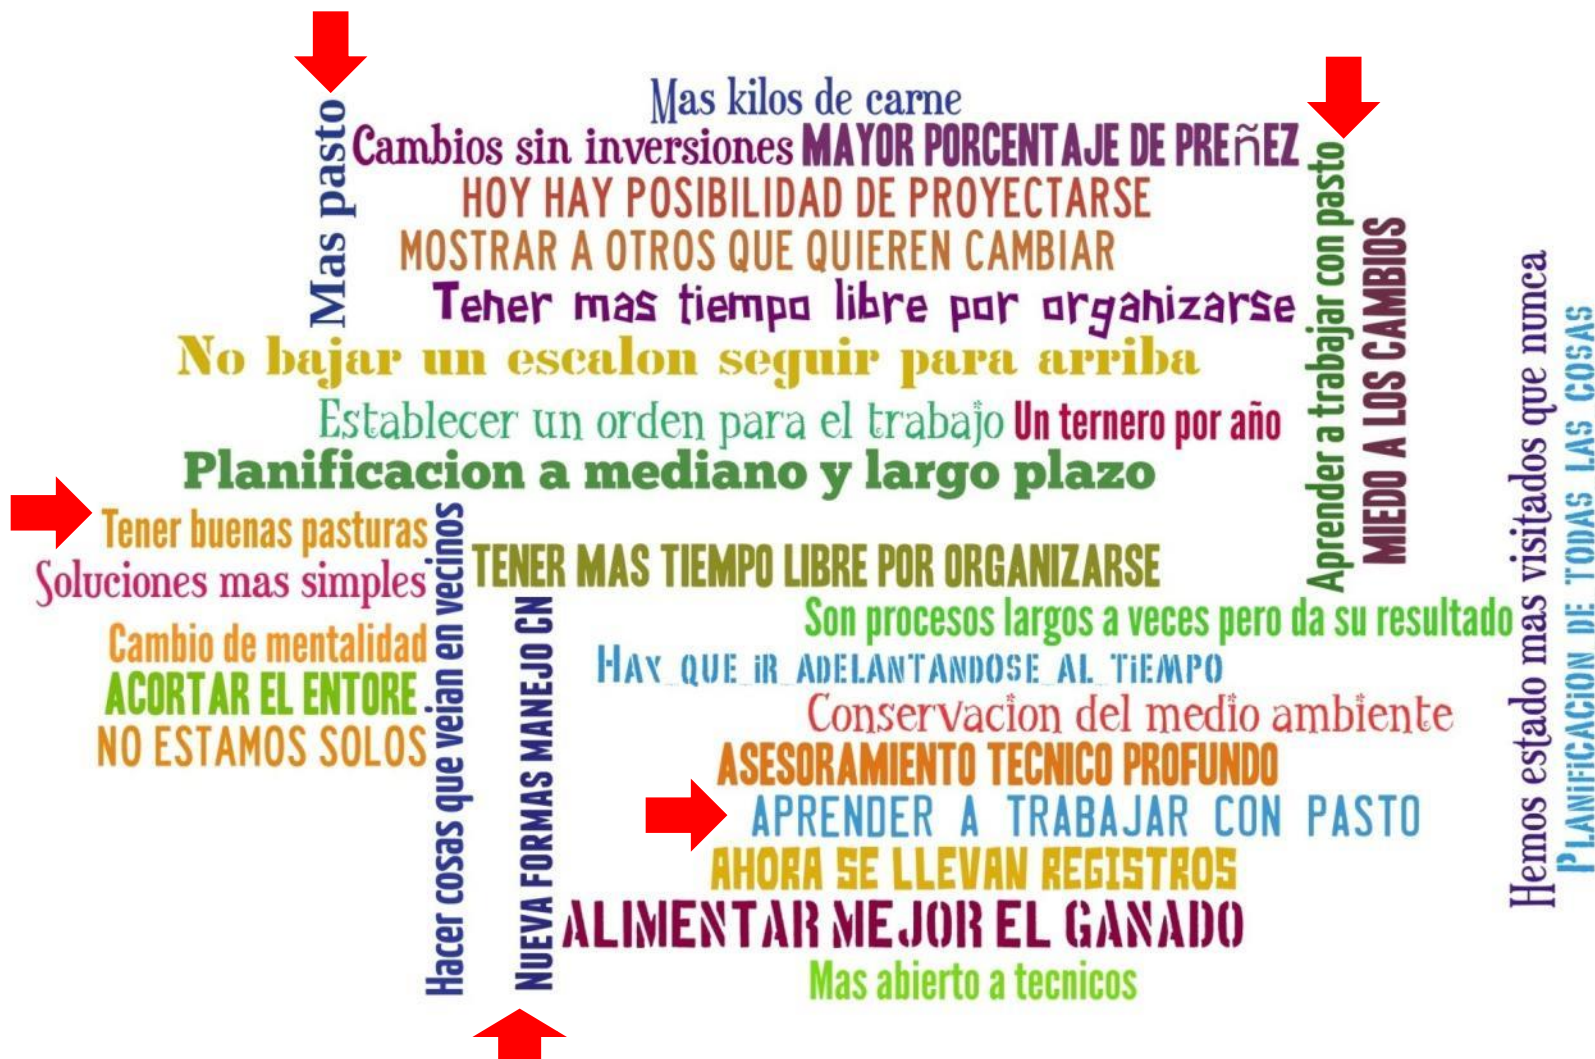 Mas kilos de carne
Mas pasto
Cambios sin inversiones
MAYOR PORCENTAJE DE PREñEZ
HOY HAY POSIBILIDAD DE PROYECTARSE
MOSTRAR A OTROS QUE QUIEREN CAMBIAR
Tener mas tiempo libre por organizarse
No bajar un escalon seguir para arriba
Establecer un orden para el trabajo
Un ternero por año
Planificacion a mediano y largo plazo
Aprender a trabajar con pasto
MIEDO A LOS CAMBIOS
Hemos estado mas visitados que nunca
PLANiFiCACiON DE TODAS LAS COSAS
Tener buenas pasturas
Soluciones mas simples
Cambio de mentalidad
ACORTAR EL ENTORE
NO ESTAMOS SOLOS
Hacer cosas que veian en vecinos
NUEVA FORMAS MANEJO CN
TENER MAS TIEMPO LIBRE POR ORGANIZARSE
Son procesos largos a veces pero da su resultado
HAY QUE iR ADELANTANDOSE AL TiEMPO
Conservacion del medio ambiente
ASESORAMIENTO TECNICO PROFUNDO
APRENDER A TRABAJAR CON PASTO
AHORA SE LLEVAN REGISTROS
ALIMENTAR MEJOR EL GANADO
Mas abierto a tecnicos